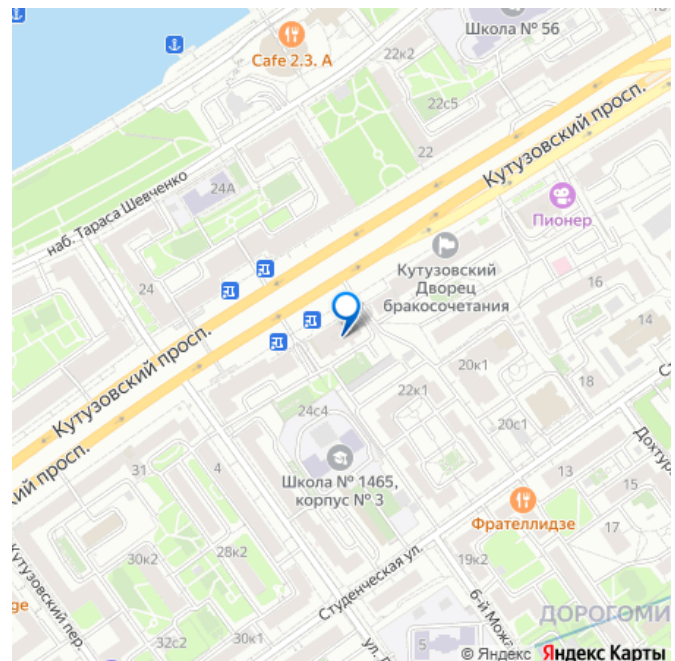 Школа № 56
Cafe 2.3. A
22к2
22с5
22
Кутузовский просп.
наб. Тараса Шевченко
24А
Пионер
Кутузовский
Дворец
бракосочетания
24
16
14
Кутузовский просп.
20к1
22к1
18
24с4
20с1
31
4
Школа № 1465,
корпус № 3
13
15
Фрателлидзе
17
30к2
28к2
19к2
Студенческая ул.
Кутузовский пер.
6-й Можа
ДОРОГОМИ
32с2
30к1
5
© Яндекс Яндекс Карты